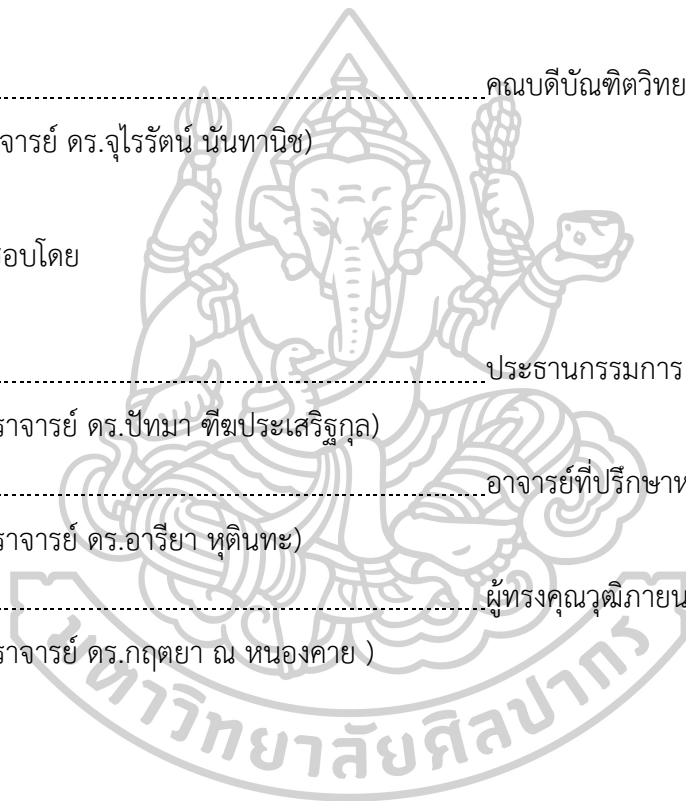 คณบดีบัณฑิตวิทย
จารย์ ดร.จุไรรัตน์ นันทานิช)
อบโดย
ประธานกรรมการ
ราจารย์ ดร.ปัทมา ฑีฆประเสริฐกุล)
อาจารย์ที่ปรึกษาห
ราจารย์ ดร.อารียา หุตินทะ)
ผู้ทรงคุณวุฒิภายน
ราจารย์ ดร.กฤตยา ณ หนองคาย )
มหาวิทยาลัยศิลปากร